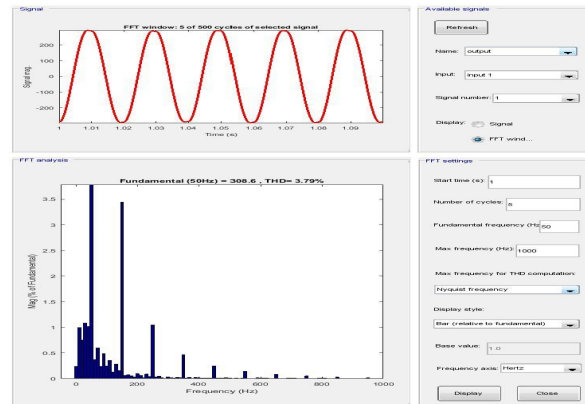 Signal
FFT window: 5 of 500 cycles of selected signal
200
100
0
-100
-200
Signal mag.
1
1.01
1.02
1.03
1.04
1.05
1.06
1.07
1.08
1.09
Time (s)
FFT analysis
Fundamental (50Hz) = 308.6 , THD= 3.79%
3.5
3
2.5
2
1.5
1
0.5
0
Mag (% of Fundamental)
0
200
400
600
800
1000
Frequency (Hz)
Available signals
Refresh
Name: output
Input: input 1
Signal number: 1
Display: Signal
FFT wind...
FFT settings
Start time (s): 1
Number of cycles: 5
Fundamental frequency (Hz 50
Max frequency (Hz): 1000
Max frequency for THD computation:
Nyquist frequency
Display style:
Bar (relative to fundamental)
Base value: 1.0
Frequency axis: Hertz
Display
Close